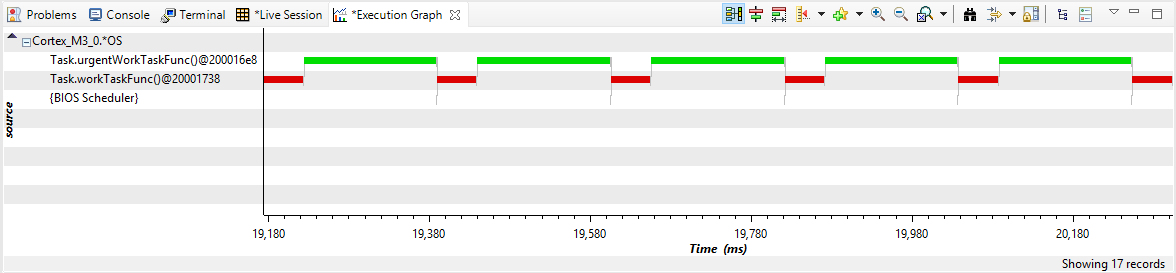 Problems Console Terminal *Live Session *Execution Graph
Cortex_M3_0.*OS
Task.urgentWorkTaskFunc()@200016e8
Task.workTaskFunc()@20001738
{BIOS Scheduler}
source
19,180 19,380 19,580 19,780 19,980 20,180
Time (ms)
Showing 17 records